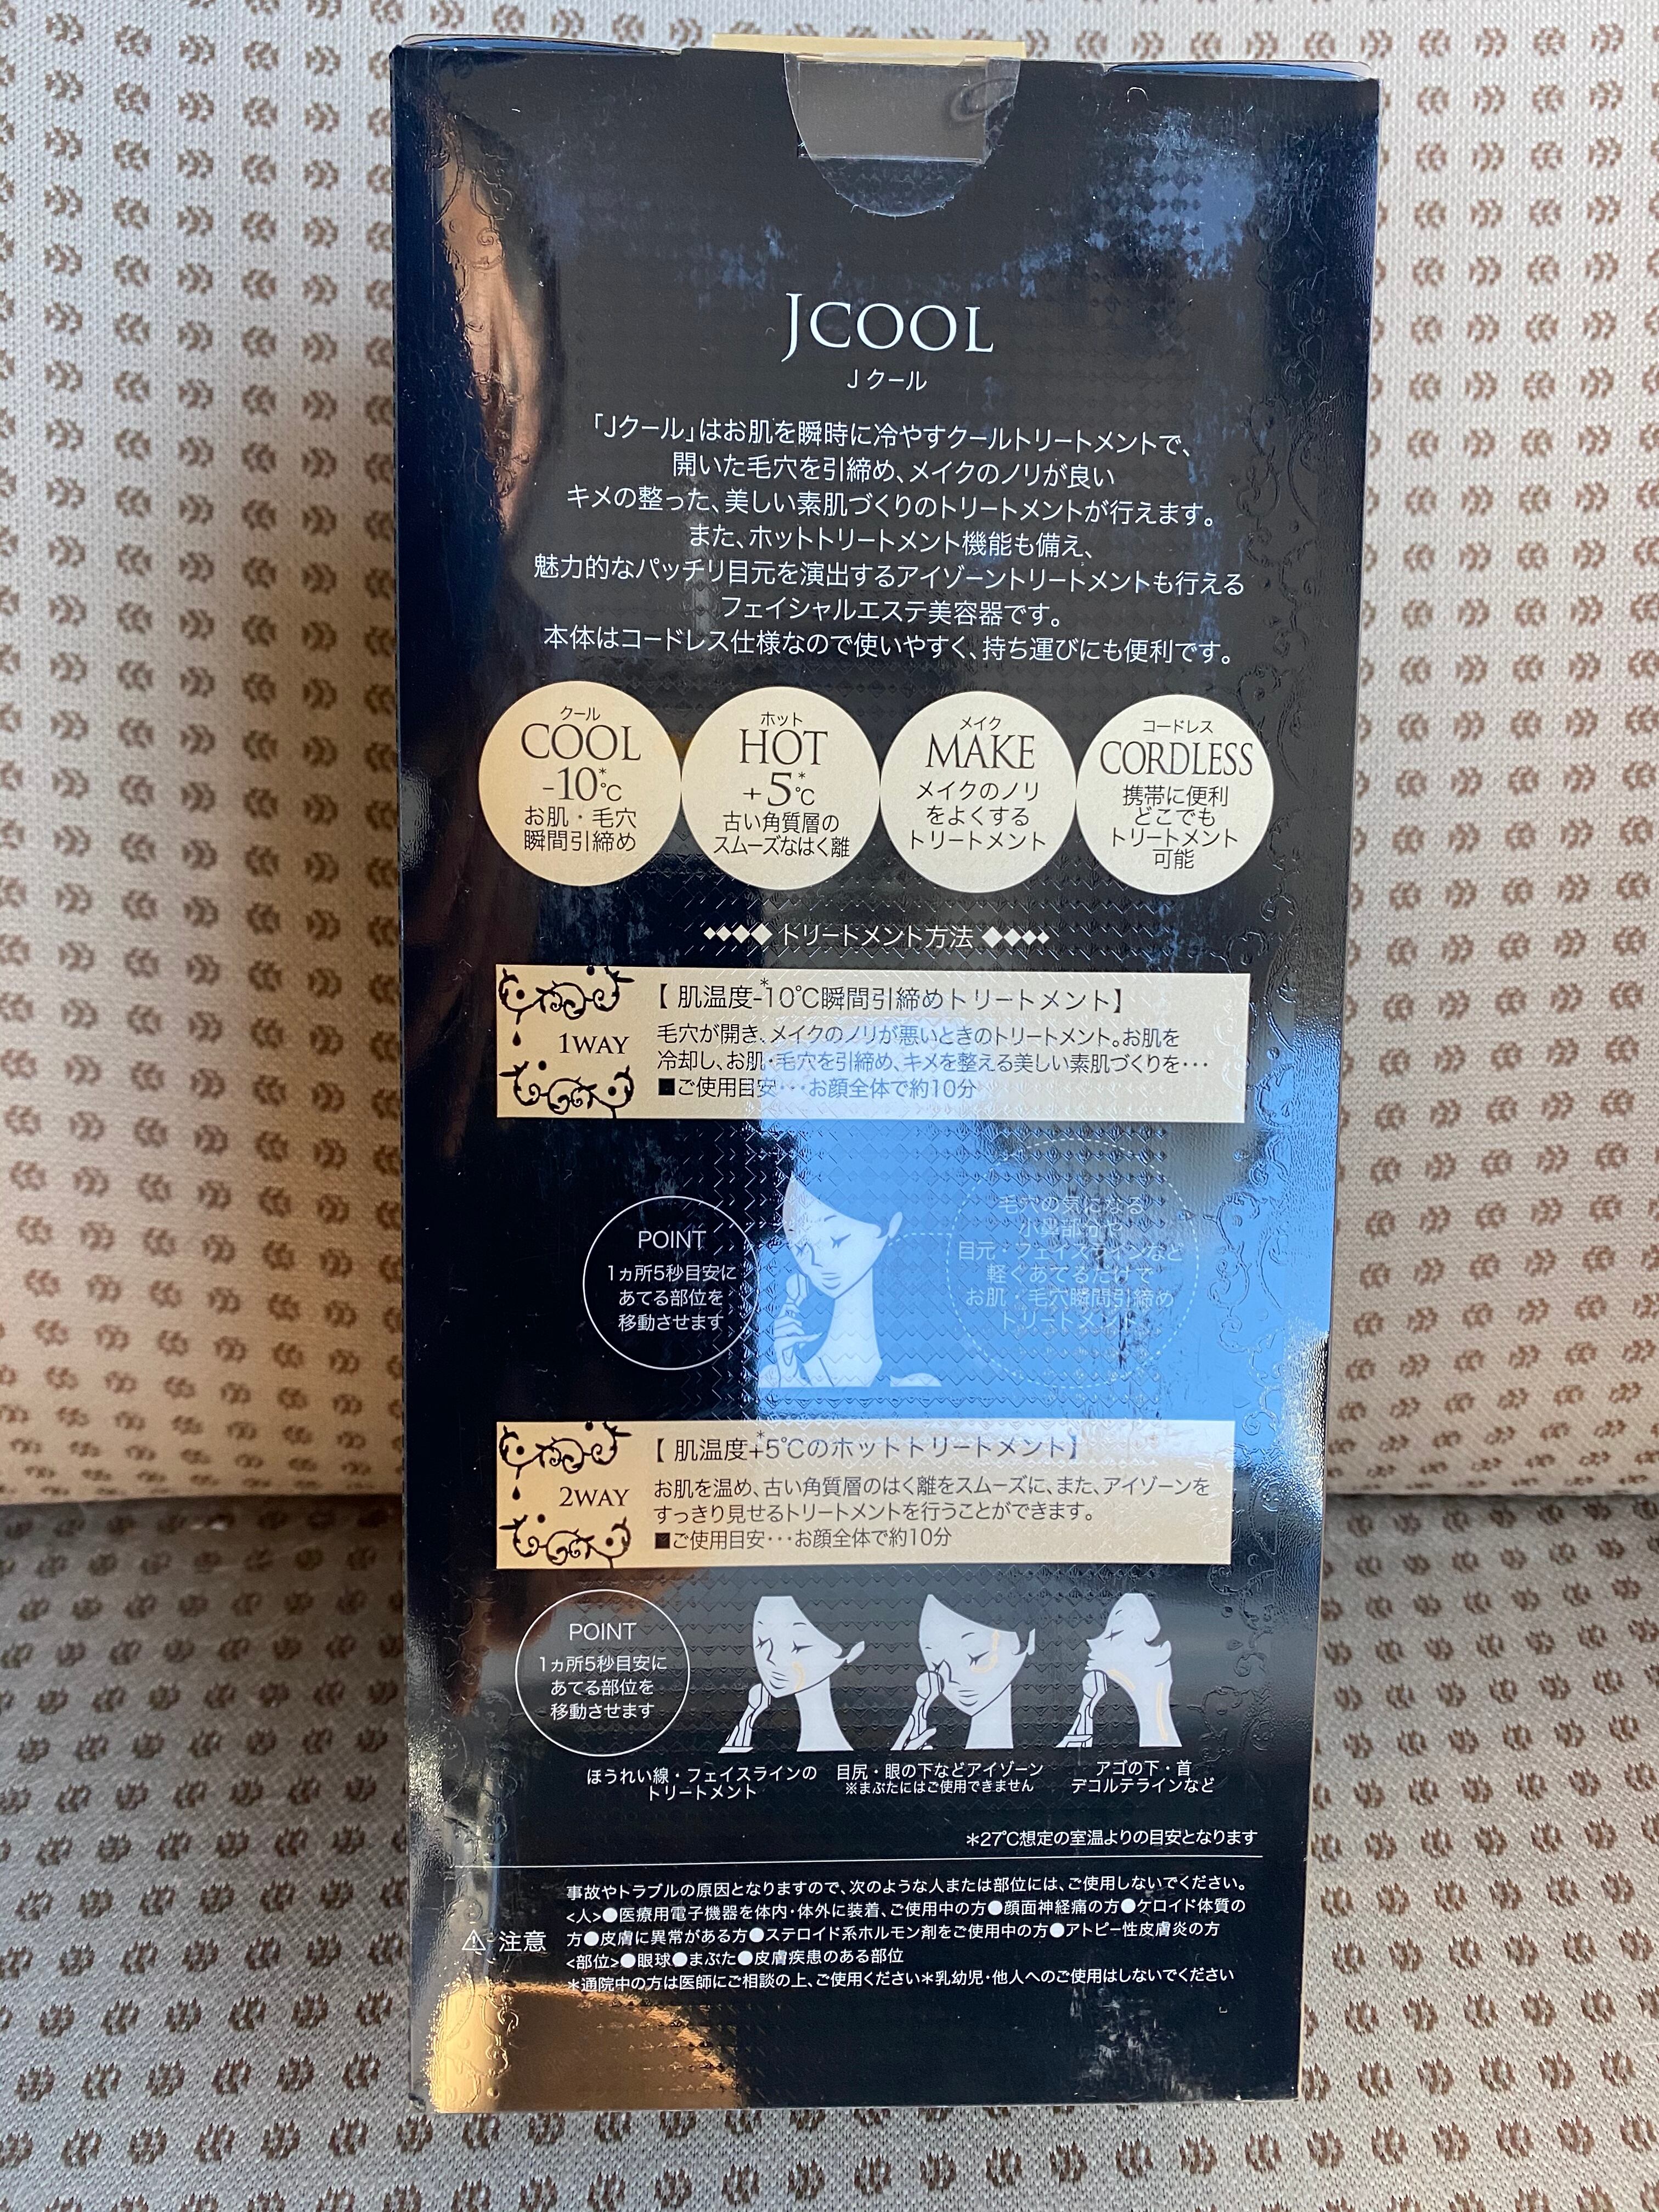 JCOOL
Jクール
「Jクール」はお肌を瞬時に冷やすクールトリートメントで、
開いた毛穴を引締め、メイクのノリが良い
キメの整った、美しい素肌づくりのトリートメントが行えます。
また、ホットトリートメント機能も備え、
魅力的なパッチリ目元を演出するアイゾーントリートメントも行える
フェイシャルエステ美容器です。
本体はコードレス仕様なので使いやすく、持ち運びにも便利です。
クール
COOL
-10*℃
お肌・毛穴
瞬間引締め
ホット
HOT
+5*℃
古い角質層の
スムーズなはく離
メイク
MAKE
メイクのノリ
をよくする
トリートメント
コードレス
CORDLESS
携帯に便利
どこでも
トリートメント
可能
トリートメント方法
1WAY
【 肌温度-*10℃瞬間引締めトリートメント】
毛穴が開き、メイクのノリが悪いときのトリートメント。お肌を
冷却し、お肌・毛穴を引締め、キメを整える美しい素肌づくりを・・・
■ご使用目安・・・お顔全体で約10分
POINT
1ヵ所5秒目安に
あてる部位を
移動させます
毛穴の気になる
小鼻部分や
目元・フェイスラインなど
軽くあてるだけで
お肌・毛穴瞬間引締め
トリートメント
2WAY
【 肌温度+*5℃のホットトリートメント】
お肌を温め、古い角質層のはく離をスムーズに、また、アイゾーンを
すっきり見せるトリートメントを行うことができます。
■ご使用目安・・・お顔全体で約10分
POINT
1ヵ所5秒目安に
あてる部位を
移動させます
ほうれい線・フェイスラインの
トリートメント
目尻・眼の下などアイゾーン
※まぶたにはご使用できません
アゴの下・首
デコルテラインなど
＊27℃想定の室温よりの目安となります
⚠注意
事故やトラブルの原因となりますので、次のような人または部位には、ご使用しないでください。
<人>●医療用電子機器を体内・体外に装着、ご使用中の方●顔面神経痛の方●ケロイド体質の
方●皮膚に異常がある方●ステロイド系ホルモン剤をご使用中の方●アトピー性皮膚炎の方
<部位>●眼球●まぶた●皮膚疾患のある部位
＊通院中の方は医師にご相談の上、ご使用ください＊乳幼児・他人へのご使用はしないでください